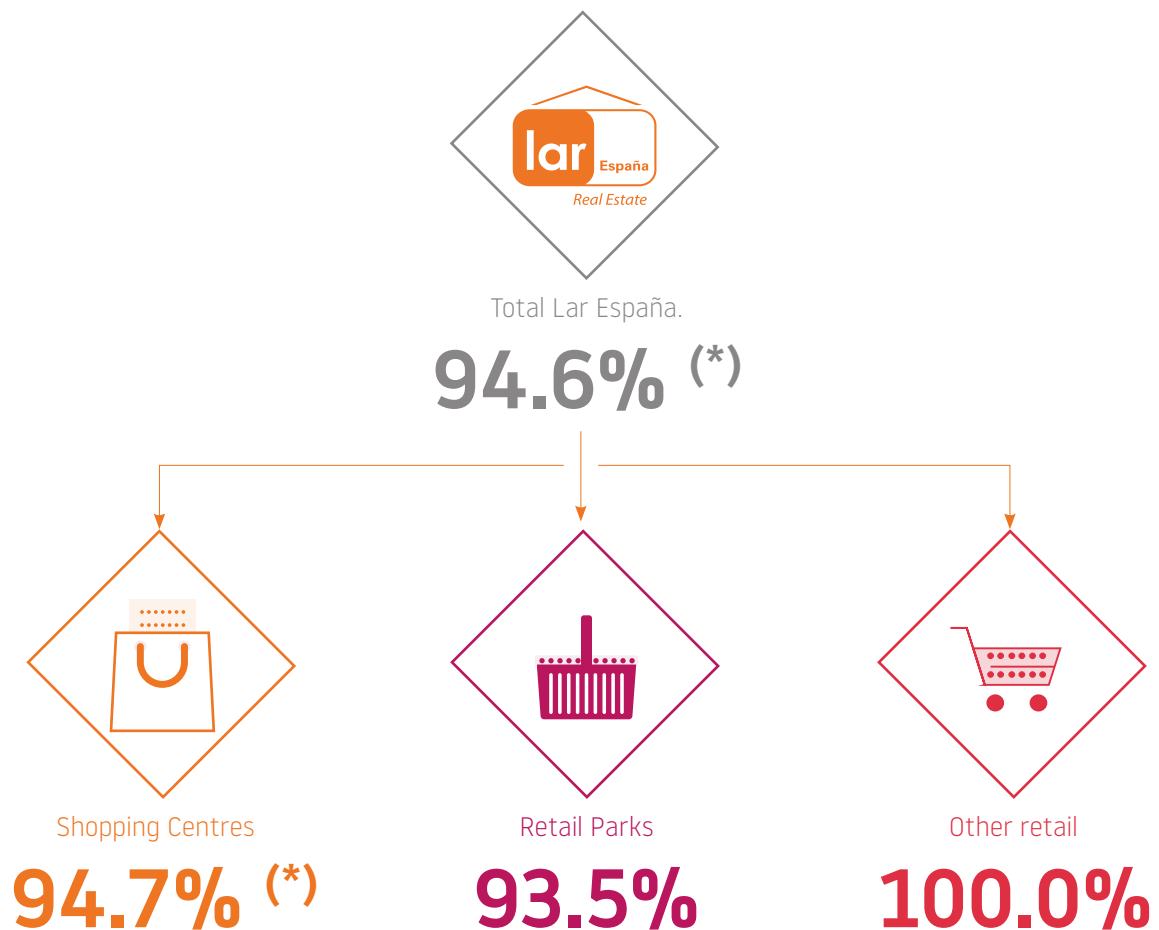 lar
España
Real Estate
Total Lar España.
94.6% (*)
Shopping Centres
94.7% (*)
Retail Parks
93.5%
Other retail
100.0%